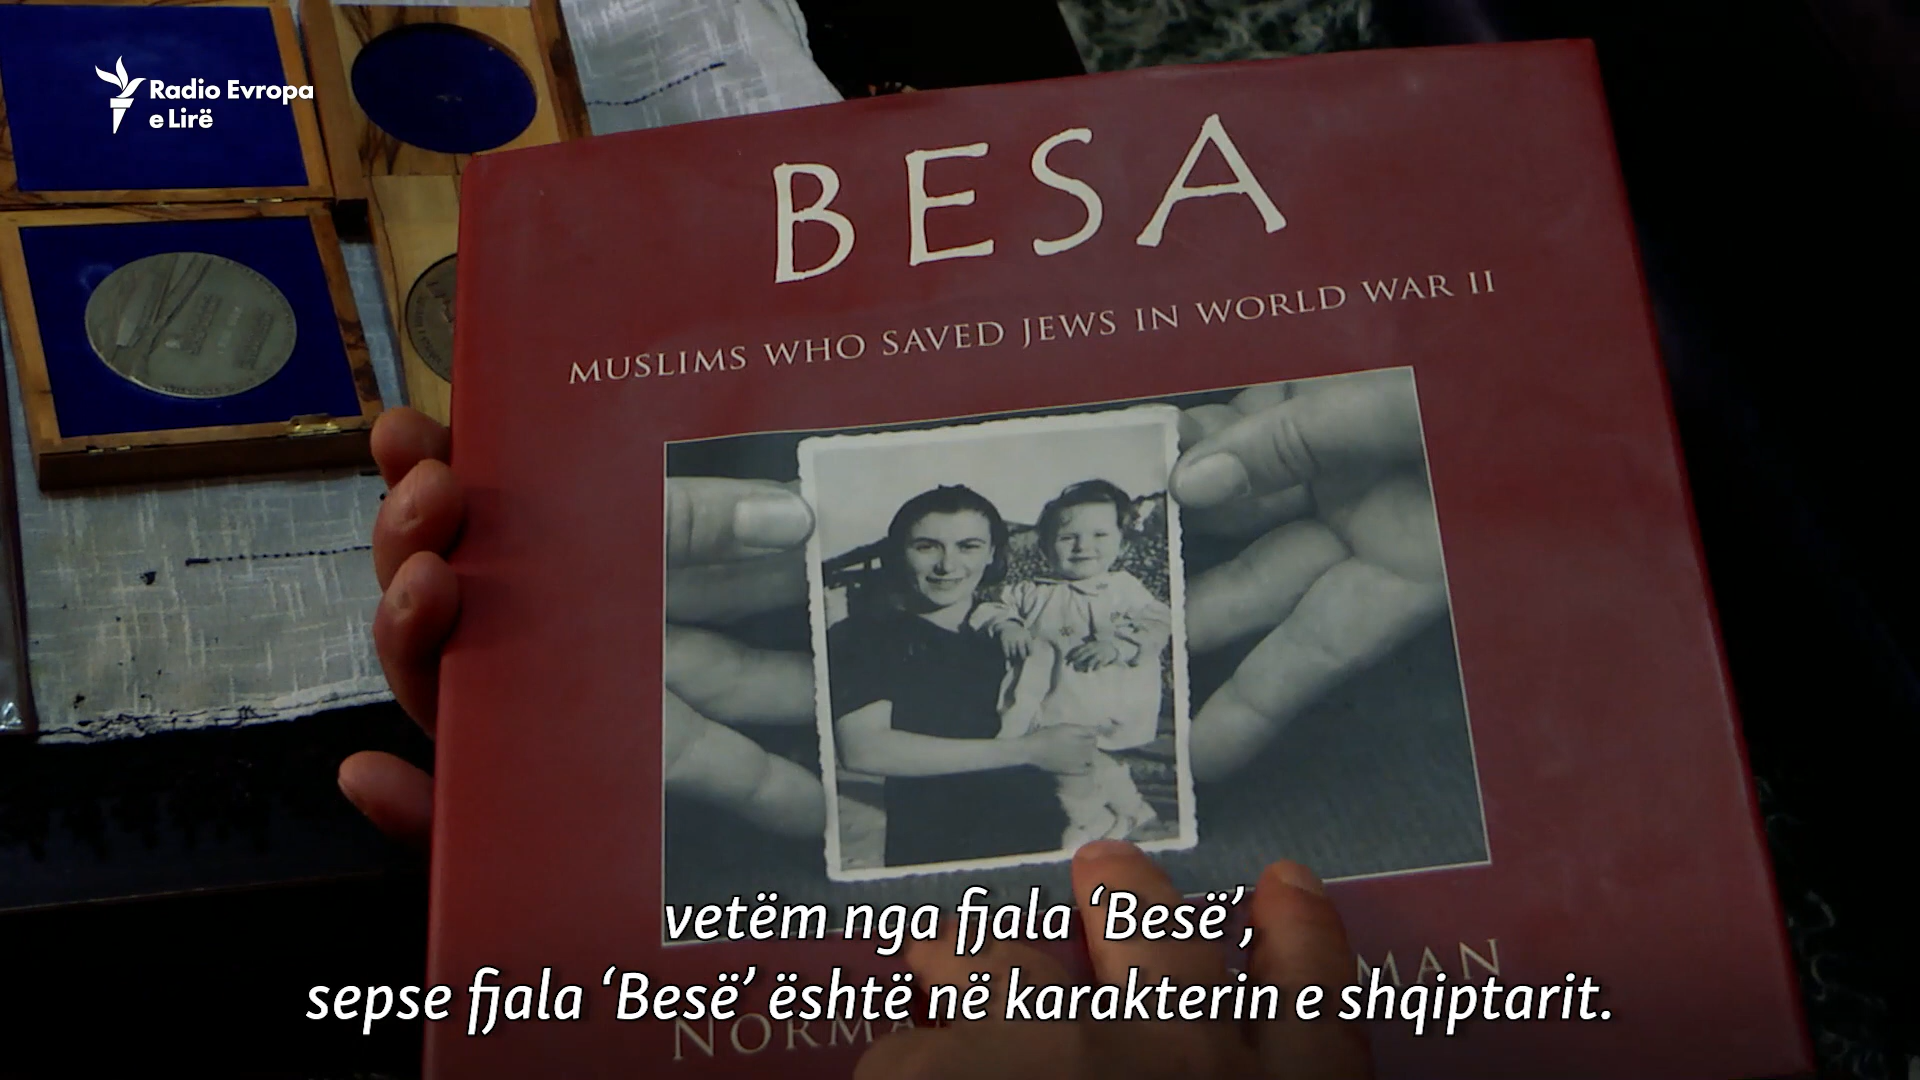 Radio Evropa
e Lirë
BESA
MUSLIMS WHO SAVED JEWS IN WORLD WAR II
vetëm nga fjala ‘Besë’,
sepse fjala ‘Besë’ është në karakterin e shqiptarit.